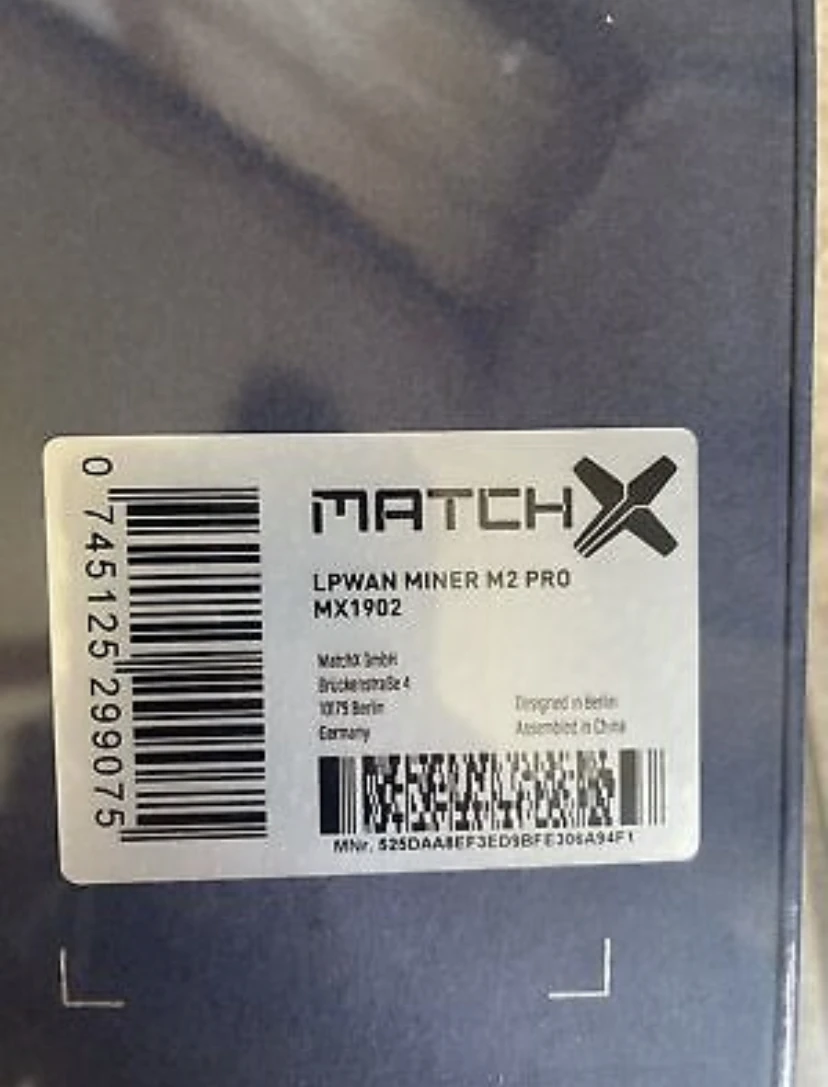 0 745125 299075
MATCHX
LPWAN MINER M2 PRO
MX1902
MatchX GmbH
Brückenstraße 4
10179 Berlin
Germany
Designed in Berlin
Assembled in China
MNr.